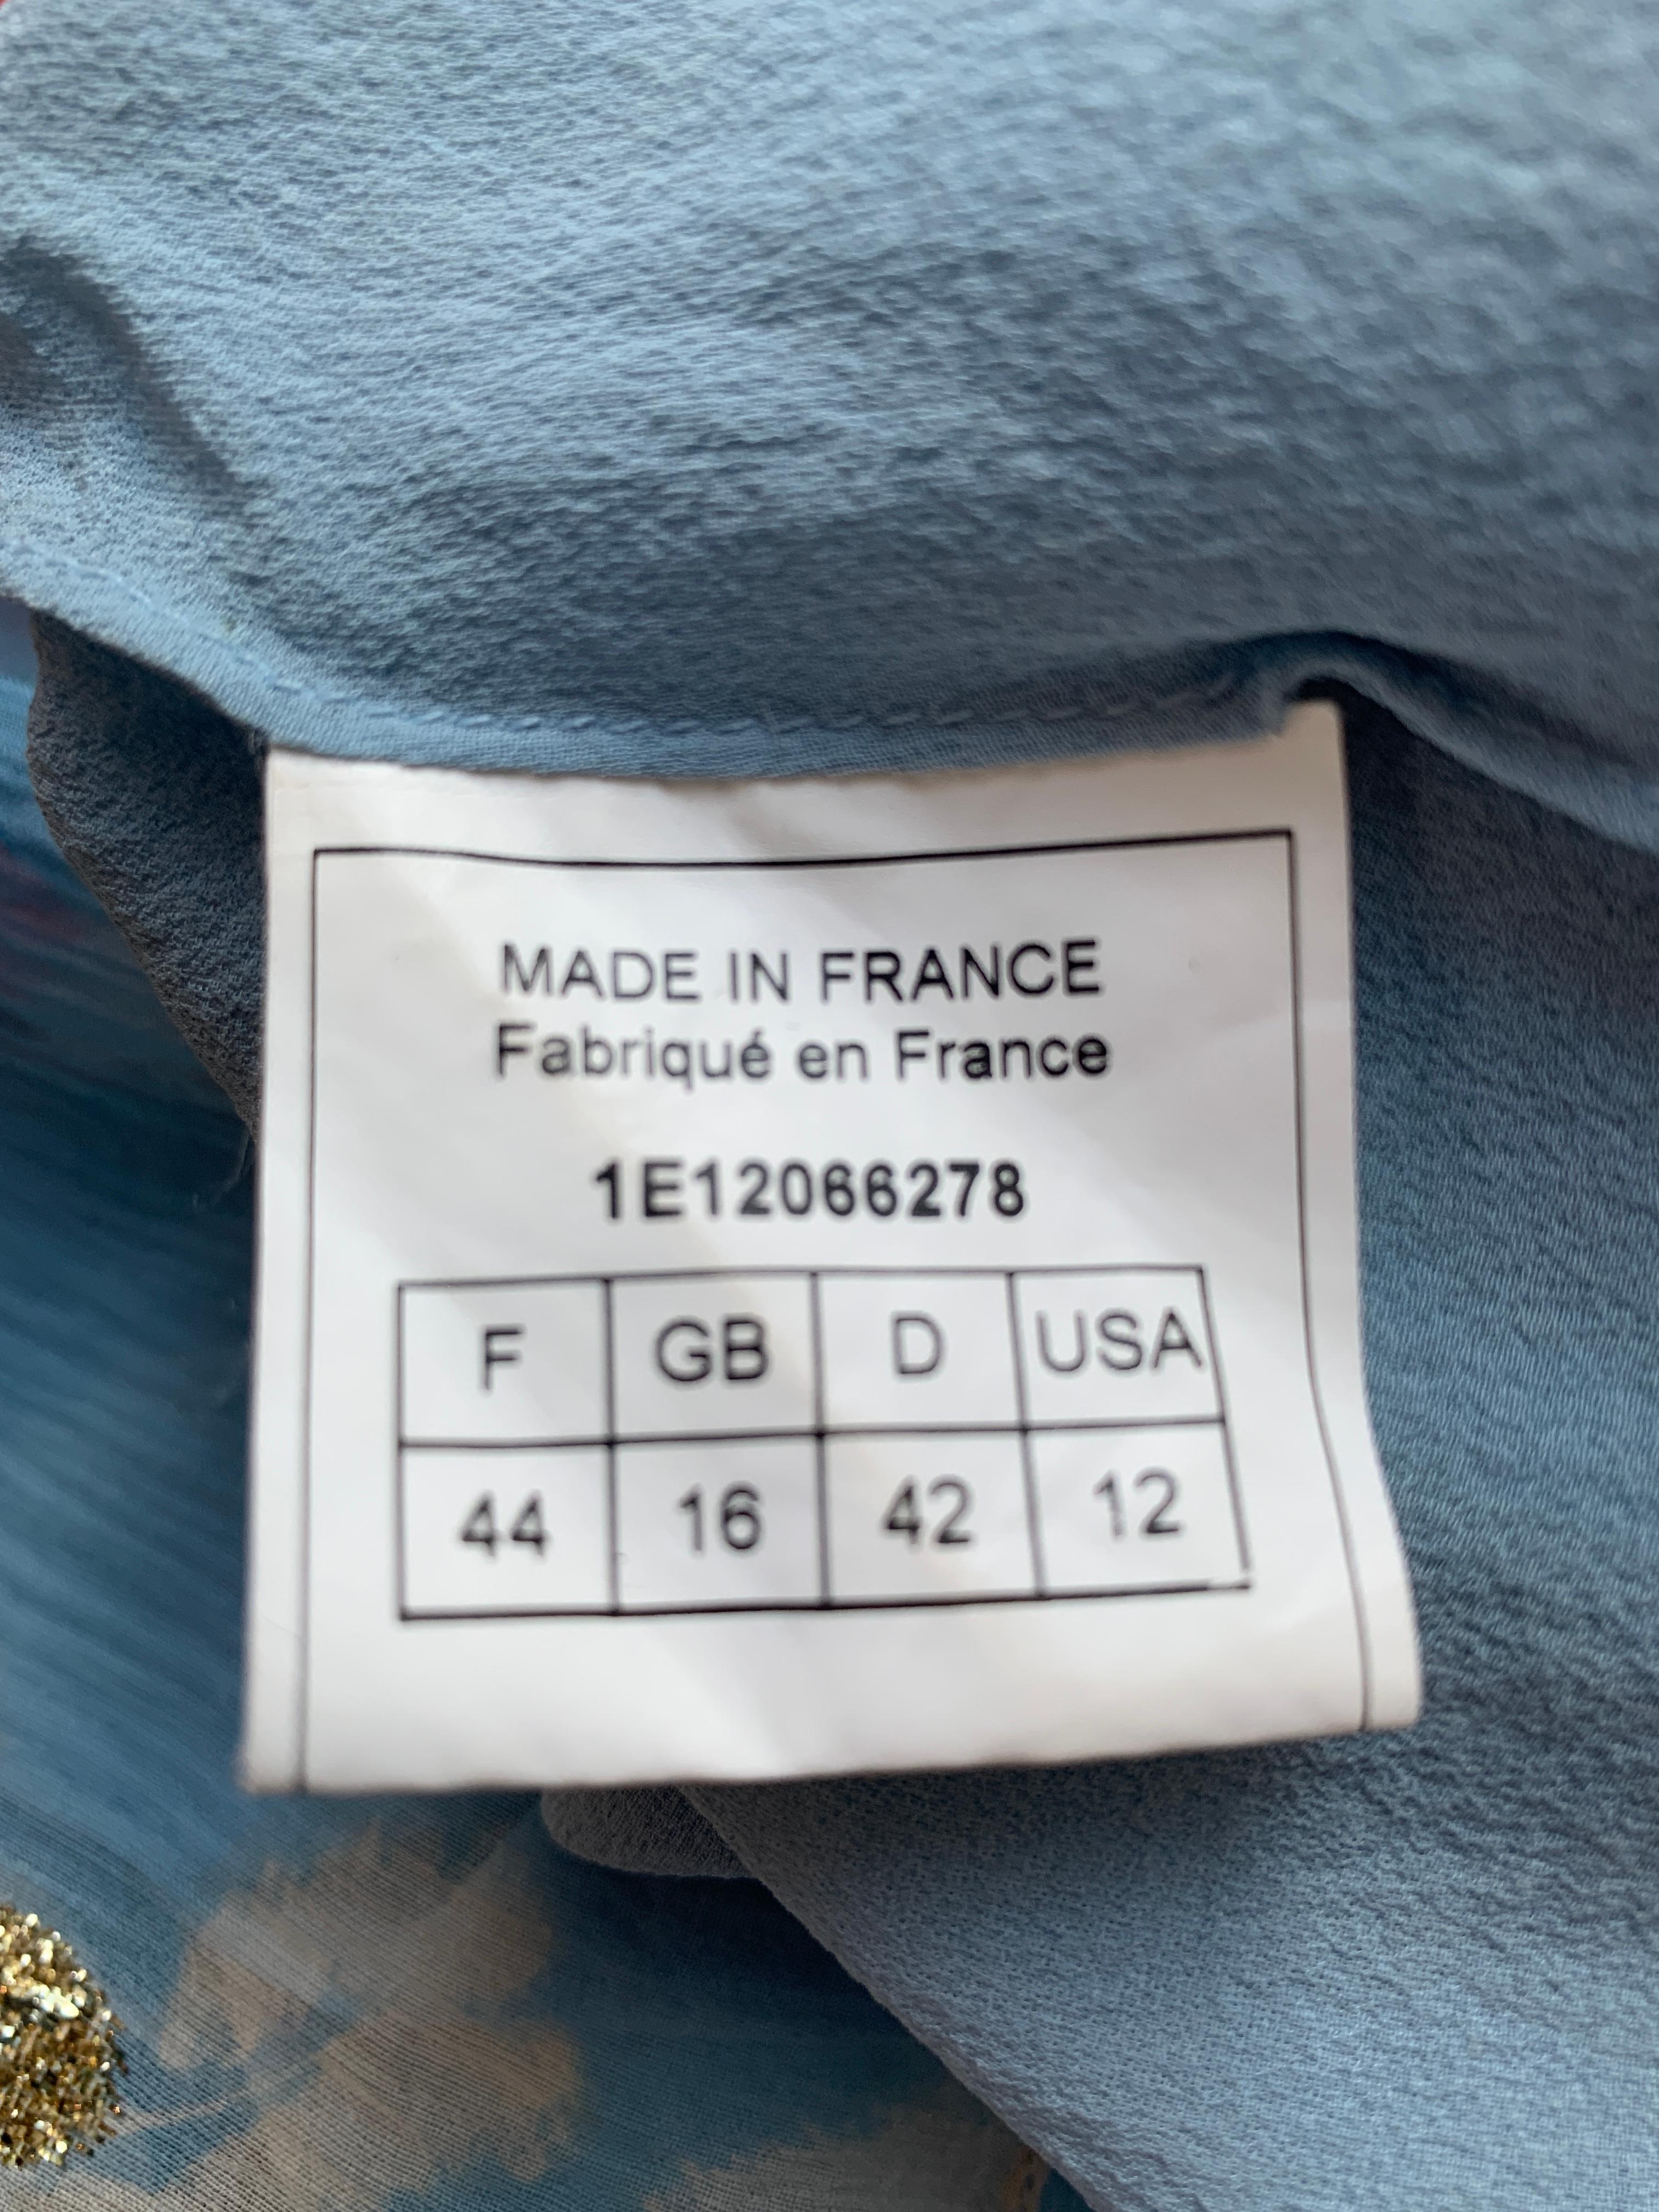 MADE IN FRANCE
Fabriqué en France
1E12066278
F GB D USA
44 16 42 12